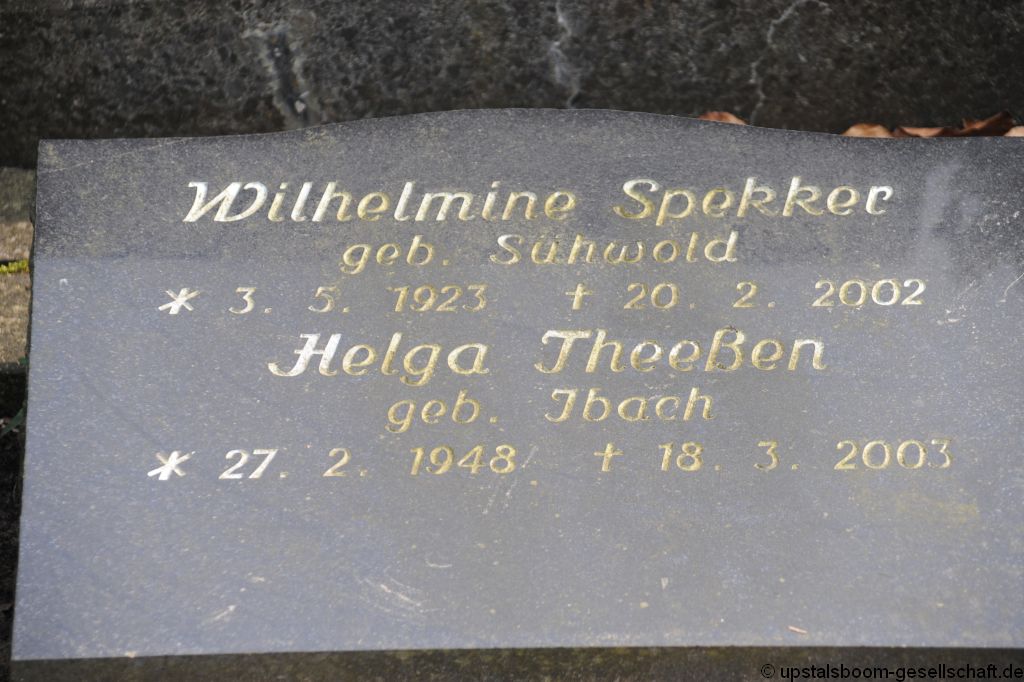 Wilhelmine Spekker
geb. Sühwold
* 3. 5. 1923 † 20. 2. 2002
Helga Theeßen
geb. Ibach
* 27. 2. 1948 † 18. 3. 2003
© upstalsboom-gesellschaft.de